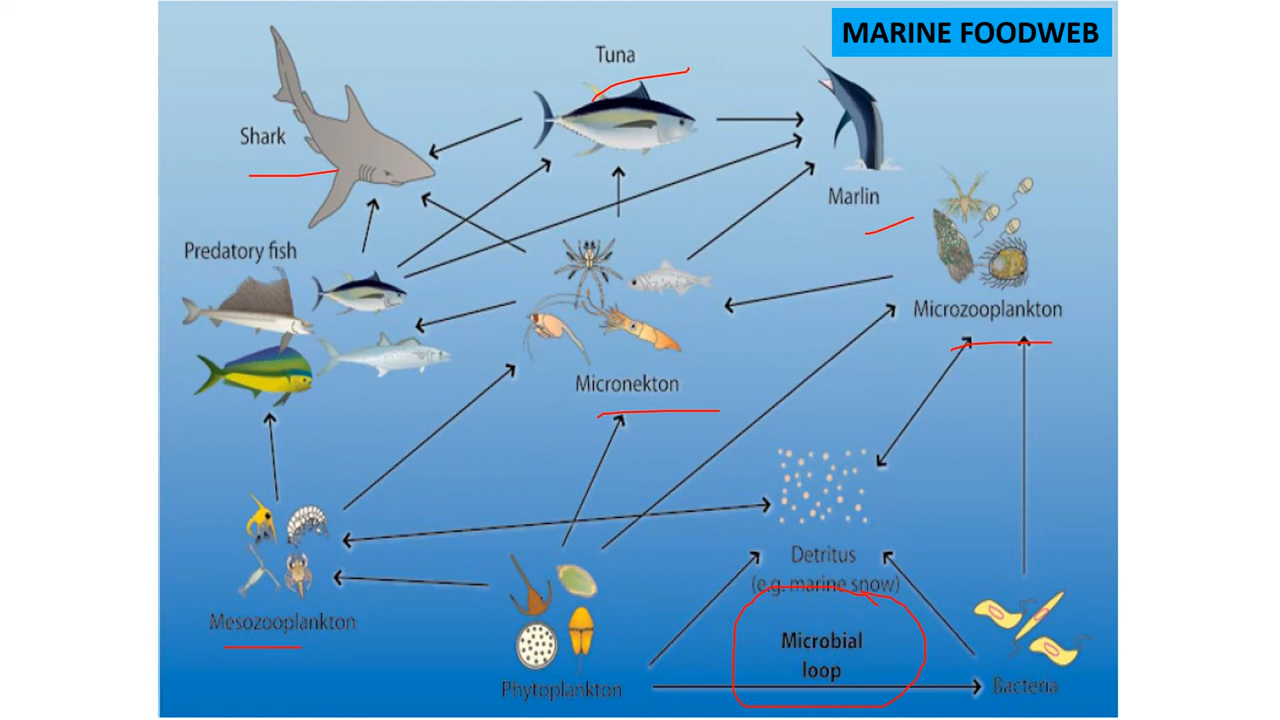 MARINE FOODWEB
Tuna
Shark
Marlin
Predatory fish
Microzooplankton
Micronekton
Detritus
(e.g. marine snow)
Mesozooplankton
Microbial
loop
Phytoplankton
Bacteria